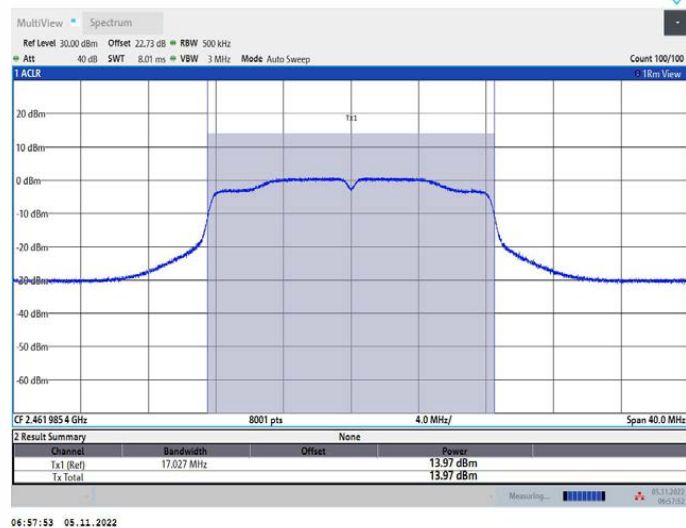 MultiView Spectrum
Ref Level 30.00 dBm Offset 22.73 dB RBW 500 kHz
Att 40 dB SWT 8.01 ms VBW 3 MHz Mode Auto Sweep Count 100/100
1 ACLR 1Rm View
Tx1
20 dBm
10 dBm
0 dBm
-10 dBm
-20 dBm
-30 dBm
-40 dBm
-50 dBm
-60 dBm
CF 2.461 985 4 GHz 8001 pts 4.0 MHz/ Span 40.0 MHz
2 Result Summary None
Channel Bandwidth Offset Power
Tx1 (Ref) 17.027 MHz 13.97 dBm
Tx Total 13.97 dBm
Measuring... 05.11.2022
06:57:52
06:57:53 05.11.2022